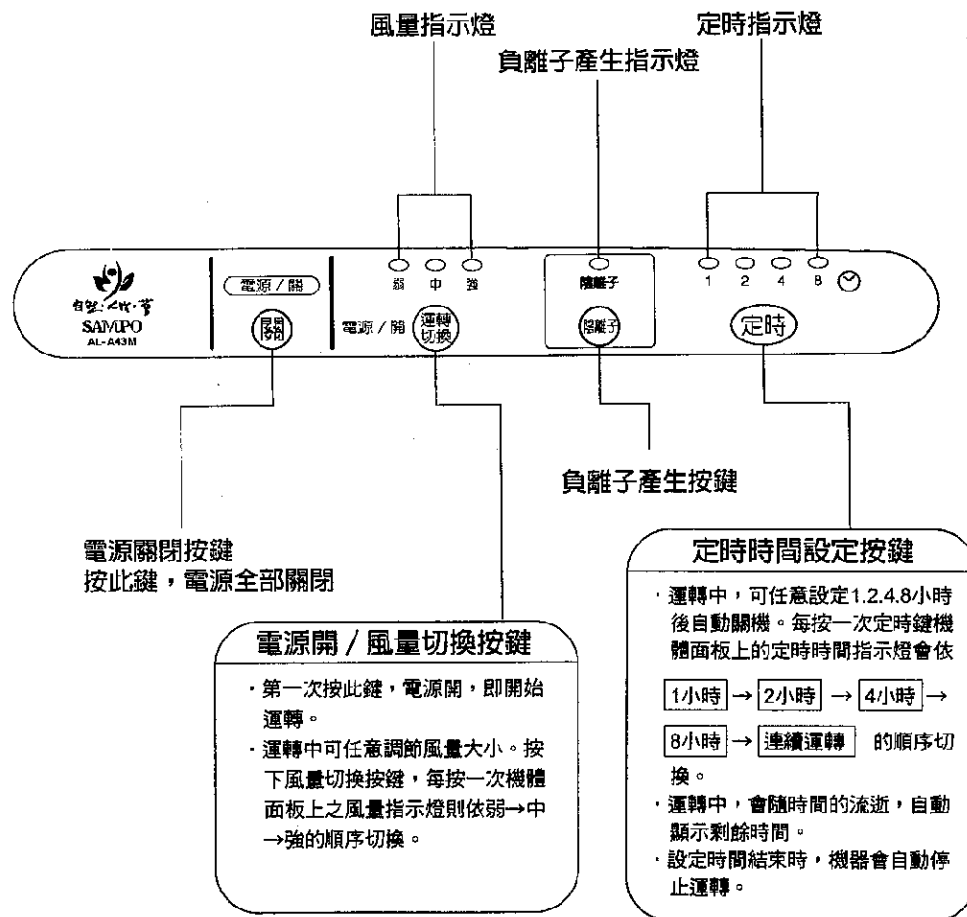 風量指示燈
定時指示燈
負離子產生指示燈
弱 中 強
陰離子
1 2 4 8
電源/關
SAMPO
AL-A43M
關
電源/開
運轉
切換
陰離子
定時
負離子產生按鍵
電源關閉按鍵
按此鍵,電源全部關閉
電源開/風量切換按鍵
·第一次按此鍵,電源開,即開始
運轉。
·運轉中可任意調節風量大小。按
下風量切換按鍵,每按一次機體
面板上之風量指示燈則依弱→中
→強的順序切換。
定時時間設定按鍵
·運轉中,可任意設定1.2.4.8小時
後自動關機。每按一次定時鍵機
體面板上的定時時間指示燈會依
1小時 → 2小時 → 4小時 →
8小時 → 連續運轉 的順序切
換。
·運轉中,會隨時間的流逝,自動
顯示剩餘時間。
·設定時間結束時,機器會自動停
止運轉。